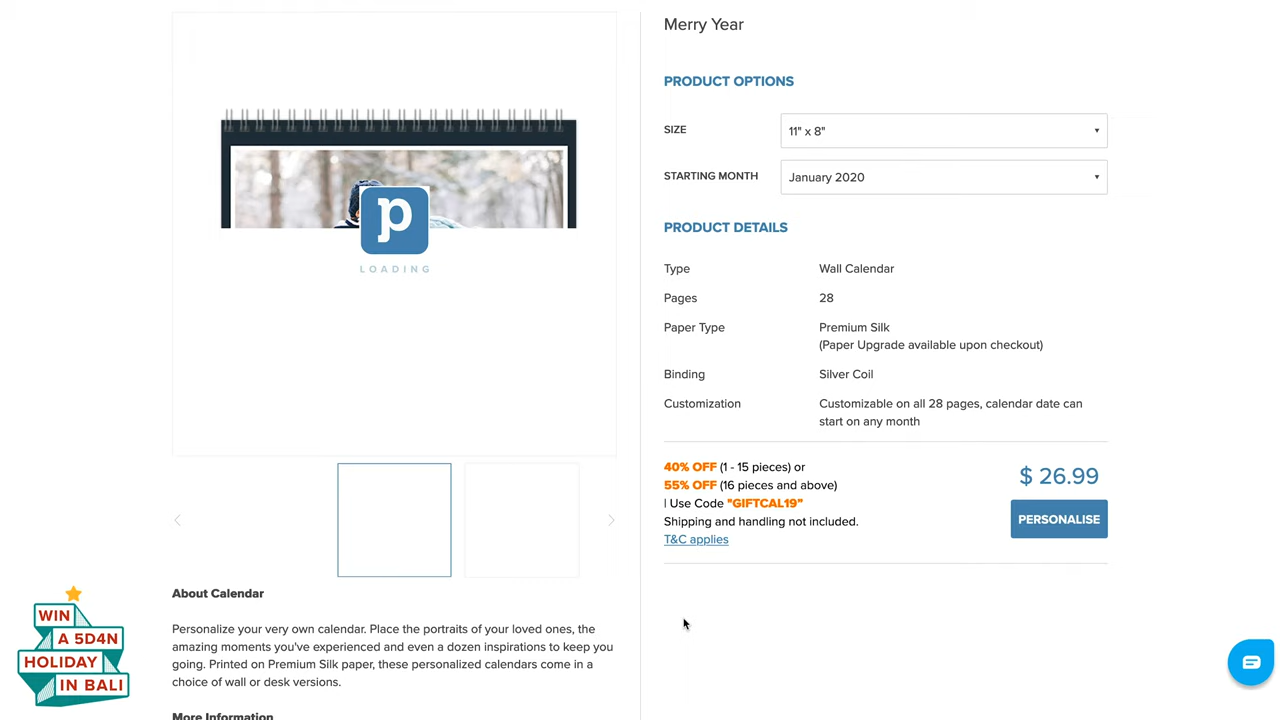 Merry Year
PRODUCT OPTIONS
SIZE
11" x 8"
STARTING MONTH
January 2020
PRODUCT DETAILS
Type
Wall Calendar
Pages
28
Paper Type
Premium Silk
(Paper Upgrade available upon checkout)
Binding
Silver Coil
Customization
Customizable on all 28 pages, calendar date can
start on any month
40% OFF (1 - 15 pieces) or
55% OFF (16 pieces and above)
| Use Code "GIFTCAL19"
Shipping and handling not included.
T&C applies
$ 26.99
PERSONALISE
p
LOADING
About Calendar
Personalize your very own calendar. Place the portraits of your loved ones, the
amazing moments you've experienced and even a dozen inspirations to keep you
going. Printed on Premium Silk paper, these personalized calendars come in a
choice of wall or desk versions.
More Information
WIN
A 5D4N
HOLIDAY
IN BALI